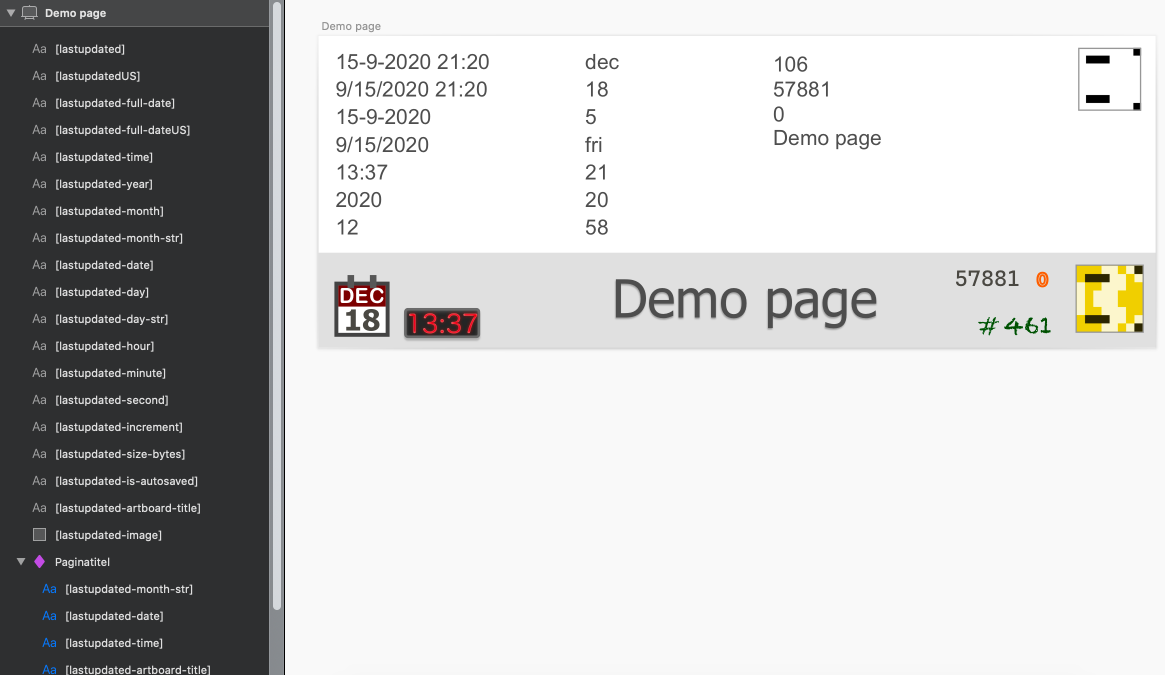 Demo page
Aa [lastupdated]
Aa [lastupdatedUS]
Aa [lastupdated-full-date]
Aa [lastupdated-full-dateUS]
Aa [lastupdated-time]
Aa [lastupdated-year]
Aa [lastupdated-month]
Aa [lastupdated-month-str]
Aa [lastupdated-date]
Aa [lastupdated-day]
Aa [lastupdated-day-str]
Aa [lastupdated-hour]
Aa [lastupdated-minute]
Aa [lastupdated-second]
Aa [lastupdated-increment]
Aa [lastupdated-size-bytes]
Aa [lastupdated-is-autosaved]
Aa [lastupdated-artboard-title]
[lastupdated-image]
Paginatitel
Aa [lastupdated-month-str]
Aa [lastupdated-date]
Aa [lastupdated-time]
Aa [lastupdated-artboard-title]
Demo page
15-9-2020 21:20
9/15/2020 21:20
15-9-2020
9/15/2020
13:37
2020
12
dec
18
5
fri
21
20
58
106
57881
0
Demo page
DEC
18
13:37
Demo page
57881 0
#461